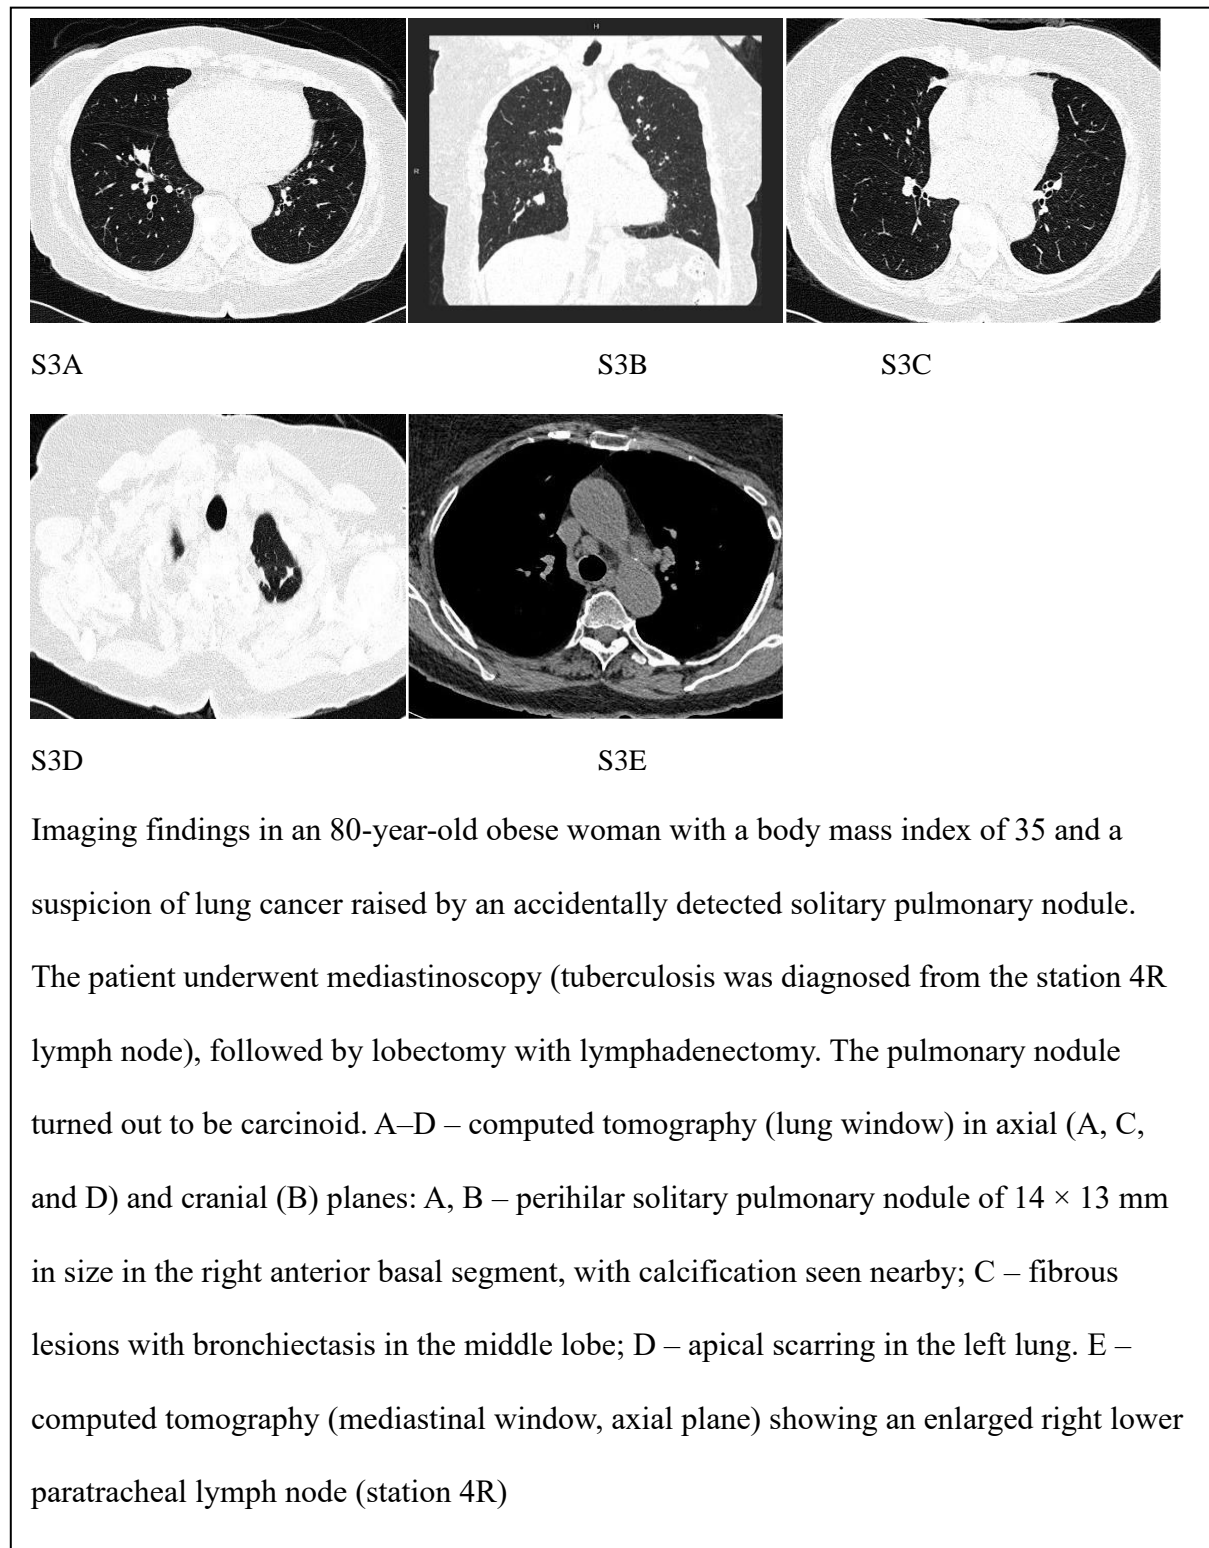 H
R
S3A S3B S3C
S3D S3E
Imaging findings in an 80-year-old obese woman with a body mass index of 35 and a
suspicion of lung cancer raised by an accidentally detected solitary pulmonary nodule.
The patient underwent mediastinoscopy (tuberculosis was diagnosed from the station 4R
lymph node), followed by lobectomy with lymphadenectomy. The pulmonary nodule
turned out to be carcinoid. A–D – computed tomography (lung window) in axial (A, C,
and D) and cranial (B) planes: A, B – perihilar solitary pulmonary nodule of 14 × 13 mm
in size in the right anterior basal segment, with calcification seen nearby; C – fibrous
lesions with bronchiectasis in the middle lobe; D – apical scarring in the left lung. E –
computed tomography (mediastinal window, axial plane) showing an enlarged right lower
paratracheal lymph node (station 4R)